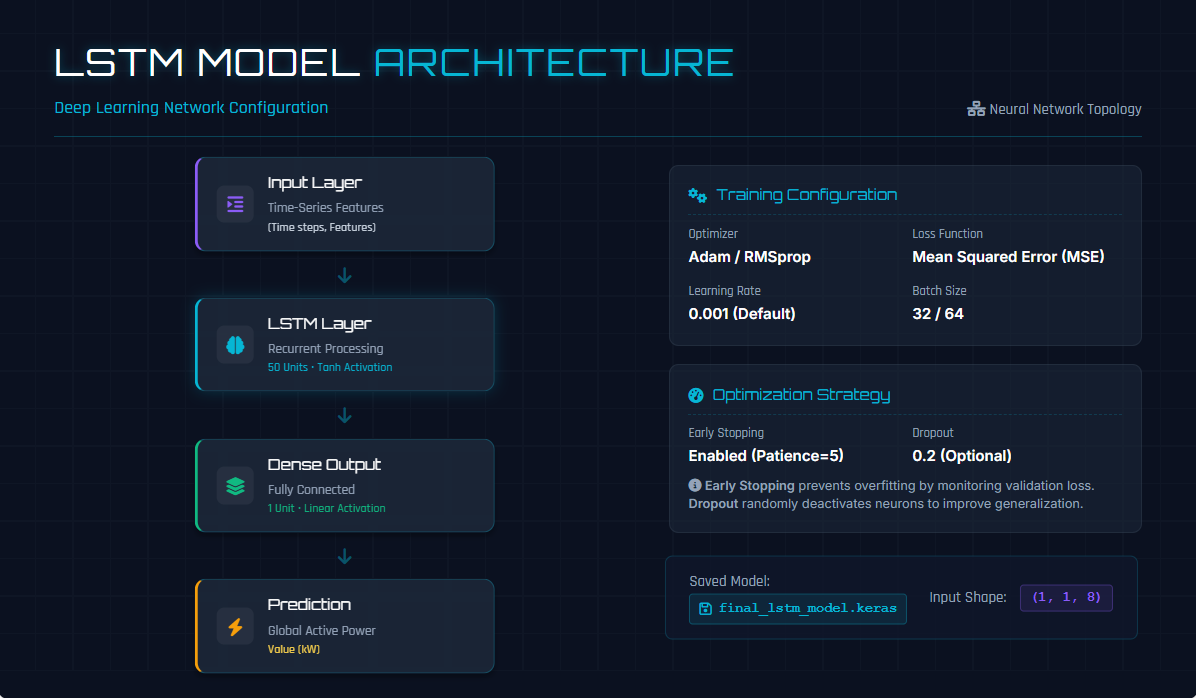 LSTM MODEL ARCHITECTURE
Deep Learning Network Configuration
Neural Network Topology
Input Layer
Time-Series Features
(Time steps, Features)
LSTM Layer
Recurrent Processing
50 Units · Tanh Activation
Dense Output
Fully Connected
1 Unit · Linear Activation
Prediction
Global Active Power
Value (kW)
Training Configuration
Optimizer
Adam / RMSprop
Loss Function
Mean Squared Error (MSE)
Learning Rate
0.001 (Default)
Batch Size
32 / 64
Optimization Strategy
Early Stopping
Enabled (Patience=5)
Dropout
0.2 (Optional)
Early Stopping prevents overfitting by monitoring validation loss.
Dropout randomly deactivates neurons to improve generalization.
Saved Model:
final_lstm_model.keras
Input Shape:
(1, 1, 8)